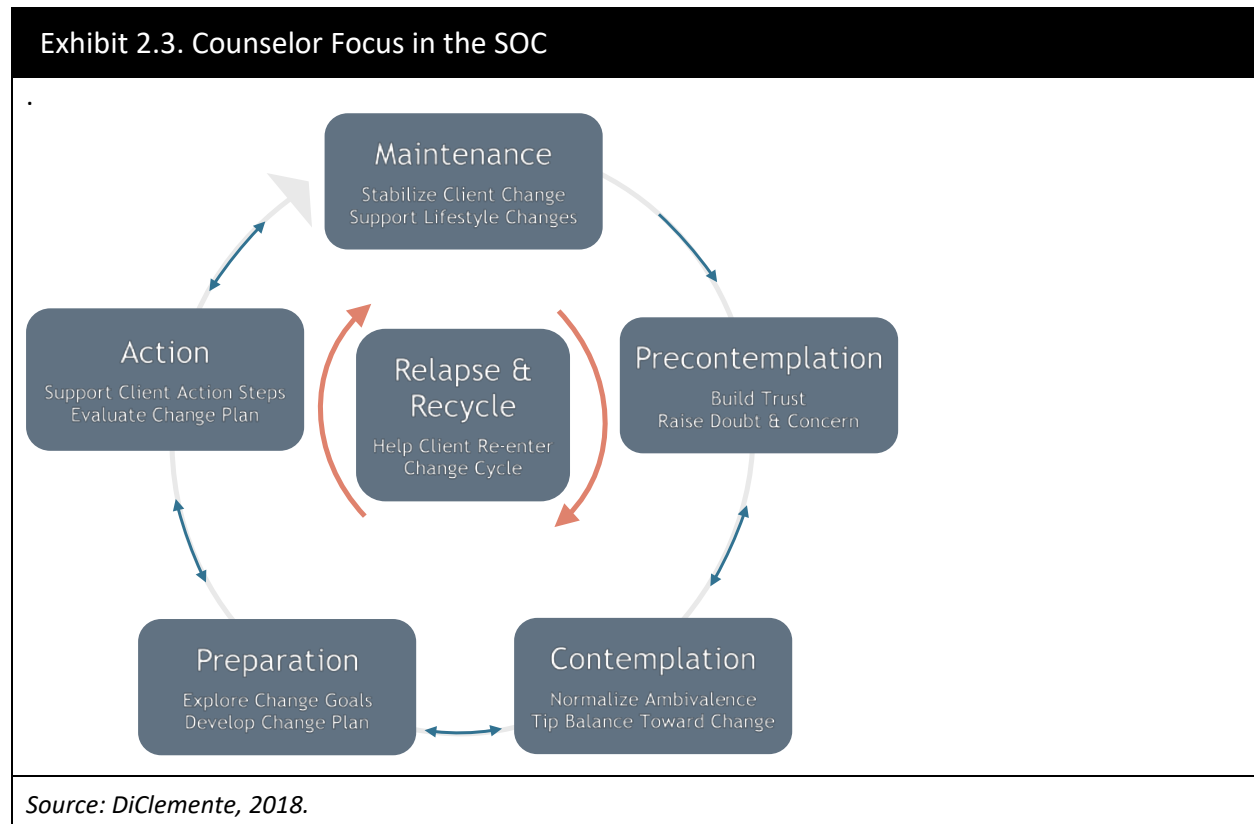 Exhibit 2.3. Counselor Focus in the SOC
.
Maintenance
Stabilize Client Change
Support Lifestyle Changes
Precontemplation
Build Trust
Raise Doubt & Concern
Contemplation
Normalize Ambivalence
Tip Balance Toward Change
Preparation
Explore Change Goals
Develop Change Plan
Action
Support Client Action Steps
Evaluate Change Plan
Relapse &
Recycle
Help Client Re-enter
Change Cycle
Source: DiClemente, 2018.